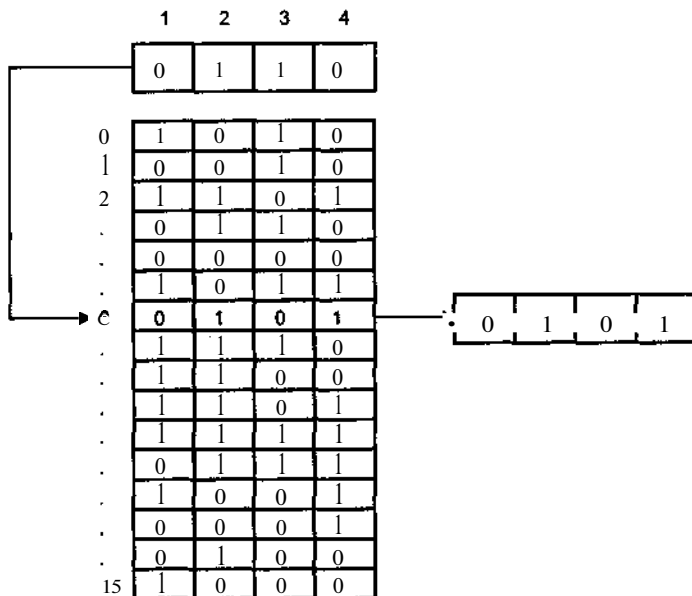 1 2 3 4
0 1 1 0
0 1 0 1 0
1 0 0 1 0
2 1 1 0 1
. 0 1 1 0
. 0 0 0 0
. 1 0 1 1
0 1 0 1
0 1 0 1
. 1 1 1 0
. 1 1 0 0
. 1 1 0 1
. 1 1 1 1
. 0 1 1 1
. 1 0 0 1
. 0 0 0 1
. 0 1 0 0
15 1 0 0 0